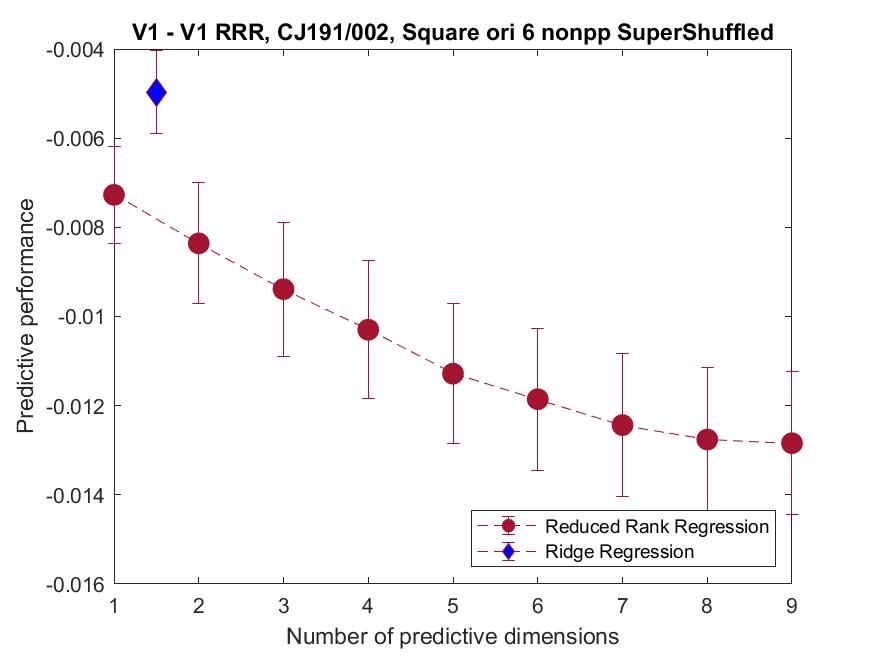 V1 - V1 RRR, CJ191/002, Square ori 6 nonpp SuperShuffled
-0.004
-0.006
-0.008
-0.01
-0.012
-0.014
-0.016
Predictive performance
Reduced Rank Regression
Ridge Regression
1 2 3 4 5 6 7 8 9
Number of predictive dimensions